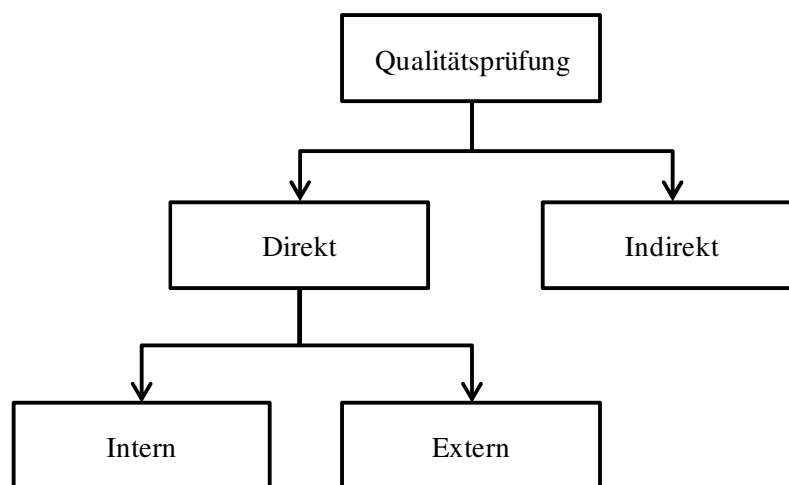 Qualitätsprüfung
Direkt
Indirekt
Intern
Extern